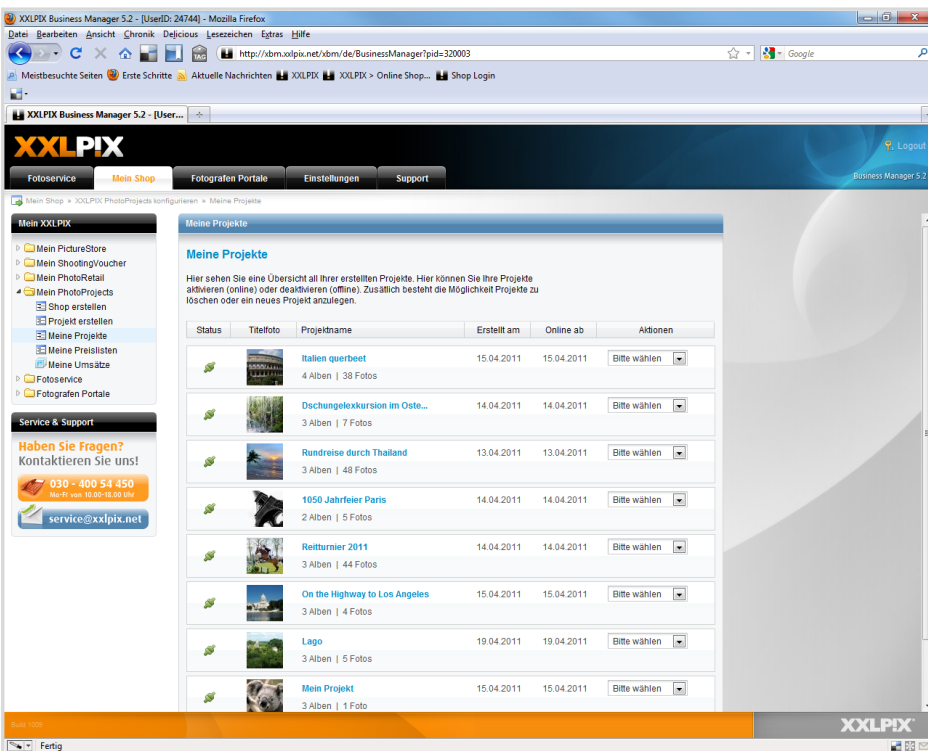 XXLPIX Business Manager 5.2 - [UserID: 24744] - Mozilla Firefox
Datei Bearbeiten Ansicht Chronik Delicious Lesezeichen Extras Hilfe
TAG
http://xbm.xxlpix.net/xbm/de/BusinessManager?pid=320003
Google
Meistbesuchte Seiten Erste Schritte Aktuelle Nachrichten XXLPIX XXLPIX > Online Shop... Shop Login
XXLPIX Business Manager 5.2 - [User...
XXLPIX
Logout
Fotoservice Mein Shop Fotografen Portale Einstellungen Support
Business Manager 5.2
Mein Shop » XXLPIX PhotoProjects konfigurieren » Meine Projekte
Mein XXLPIX
Mein PictureStore
Mein ShootingVoucher
Mein PhotoRetail
Mein PhotoProjects
Shop erstellen
Projekt erstellen
Meine Projekte
Meine Preislisten
Meine Umsätze
Fotoservice
Fotografen Portale
Service & Support
Haben Sie Fragen?
Kontaktieren Sie uns!
030 - 400 54 450
Mo-Fr von 10.00-18.00 Uhr
service@xxlpix.net
Meine Projekte
Meine Projekte
Hier sehen Sie eine Übersicht all Ihrer erstellten Projekte. Hier können Sie Ihre Projekte
aktivieren (online) oder deaktivieren (offline). Zusätlich besteht die Möglichkeit Projekte zu
löschen oder ein neues Projekt anzulegen.
Status Titelfoto Projektname Erstellt am Online ab Aktionen
Italien querbeet 15.04.2011 15.04.2011 Bitte wählen
4 Alben | 38 Fotos
Dschungelexkursion im Oste... 14.04.2011 14.04.2011 Bitte wählen
3 Alben | 7 Fotos
Rundreise durch Thailand 13.04.2011 13.04.2011 Bitte wählen
3 Alben | 48 Fotos
1050 Jahrfeier Paris 14.04.2011 14.04.2011 Bitte wählen
2 Alben | 5 Fotos
Reitturnier 2011 14.04.2011 14.04.2011 Bitte wählen
3 Alben | 44 Fotos
On the Highway to Los Angeles 15.04.2011 15.04.2011 Bitte wählen
3 Alben | 4 Fotos
Lago 19.04.2011 19.04.2011 Bitte wählen
3 Alben | 5 Fotos
Mein Projekt 15.04.2011 15.04.2011 Bitte wählen
3 Alben | 1 Foto
XXLPIX
Fertig